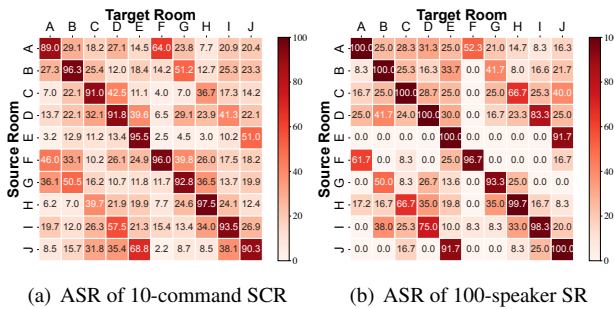 Target Room
A B C D E F G H I J
Source Room
A 89.0 29.1 18.2 27.1 14.5 64.0 23.8 7.7 20.9 20.4
B 27.3 96.3 25.4 12.0 18.4 14.2 51.2 12.7 25.3 23.3
C 7.0 22.1 91.0 42.5 11.1 4.0 7.0 36.7 17.3 14.2
D 13.7 22.1 32.1 91.8 39.6 6.5 29.1 23.9 41.3 22.1
E 3.2 12.9 11.2 13.4 95.5 2.5 4.5 3.0 10.2 51.0
F 46.0 33.1 10.2 26.1 24.9 96.0 39.8 26.0 17.5 18.2
G 36.1 50.5 16.2 10.7 11.8 11.7 92.8 36.5 13.7 19.9
H 6.2 7.0 39.7 21.9 19.9 7.7 24.6 97.5 24.1 12.4
I 19.7 12.0 26.3 57.5 21.3 15.4 13.4 34.0 93.5 26.9
J 8.5 15.7 31.8 35.4 68.8 2.2 8.7 8.5 38.1 90.3
100
80
60
40
20
0
(a) ASR of 10-command SCR
Target Room
A B C D E F G H I J
Source Room
A 100.0 25.0 28.3 31.3 25.0 52.3 21.0 14.7 8.3 16.3
B 8.3 100.0 25.3 16.3 33.7 0.0 41.7 8.0 16.6 21.7
C 16.7 25.0 100.0 28.7 25.0 0.0 25.0 66.7 25.3 40.0
D 25.0 41.7 24.0 100.0 30.0 0.0 24.7 33.3 83.3 25.0
E 0.0 0.0 0.0 0.0 100.0 0.0 0.0 0.0 0.0 91.7
F 61.7 0.0 8.3 0.0 25.0 96.7 0.0 0.0 0.0 16.7
G 0.0 50.0 8.3 26.7 13.6 0.0 93.3 25.0 0.0 0.0
H 17.2 16.7 66.7 35.0 19.0 0.0 35.0 99.7 16.7 8.3
I 0.0 38.0 25.3 75.0 10.0 8.3 8.3 33.0 98.3 20.0
J 0.0 0.0 16.7 0.0 91.7 0.0 0.0 8.3 25.0 100.0
100
80
60
40
20
0
(b) ASR of 100-speaker SR